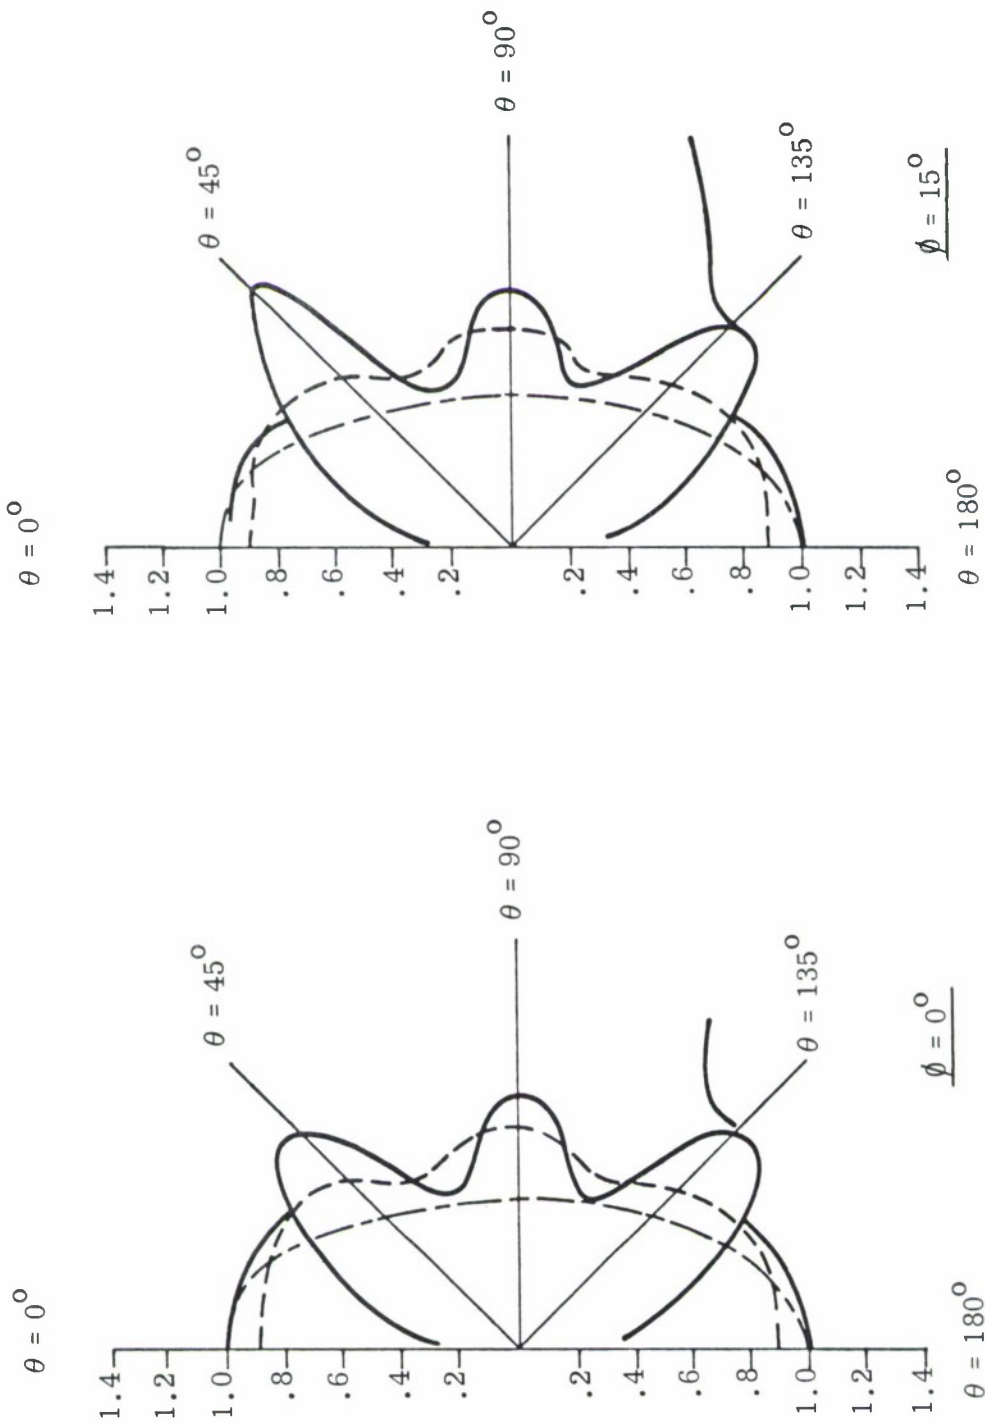 θ = 0°
θ = 45°
θ = 90°
θ = 135°
θ = 180°
1.4
1.2
1.0
.8
.6
.4
.2
.2
.4
.6
.8
1.0
1.2
1.4
ϕ = 0°
θ = 0°
θ = 45°
θ = 90°
θ = 135°
θ = 180°
1.4
1.2
1.0
.8
.6
.4
.2
.2
.4
.6
.8
1.0
1.2
1.4
ϕ = 15°